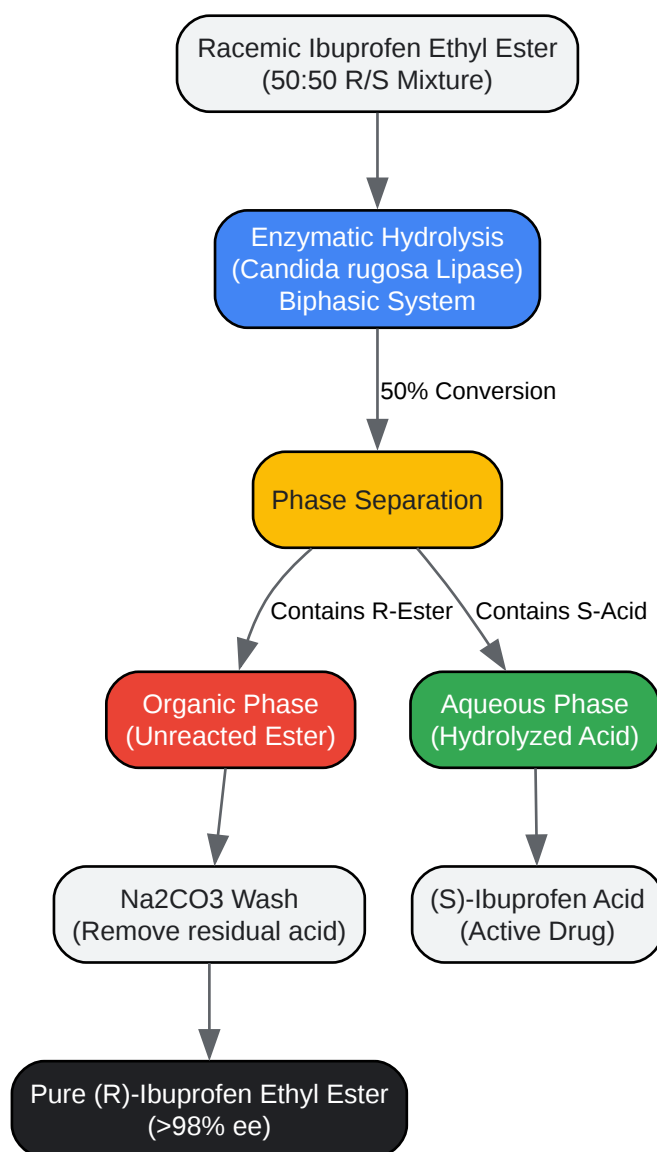 Racemic Ibuprofen Ethyl Ester
(50:50 R/S Mixture)
Enzymatic Hydrolysis
(Candida rugosa Lipase)
Biphasic System
50% Conversion
Phase Separation
Contains R-Ester
Contains S-Acid
Organic Phase
(Unreacted Ester)
Aqueous Phase
(Hydrolyzed Acid)
Na2CO3 Wash
(Remove residual acid)
(S)-Ibuprofen Acid
(Active Drug)
Pure (R)-Ibuprofen Ethyl Ester
(>98% ee)